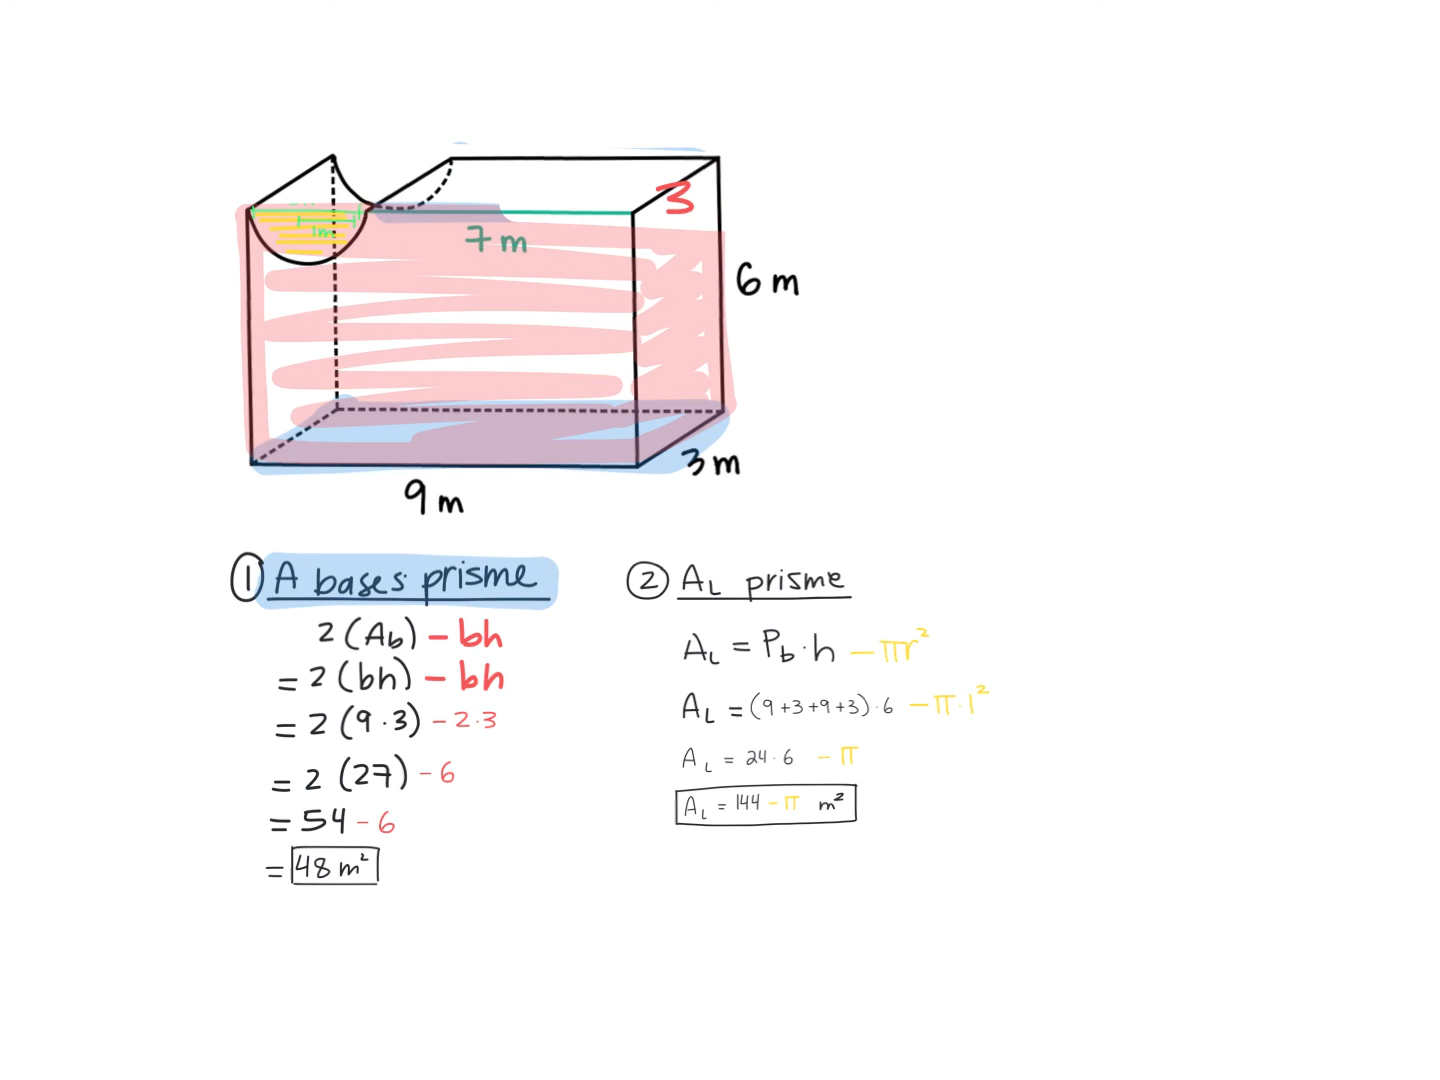 3
1m
7 m
6 m
3 m
9 m
① A bases prisme
2 (Ab) - bh
= 2 (bh) - bh
= 2 (9 · 3) - 2·3
= 2 (27) - 6
= 54 - 6
= 48 m²
② AL prisme
AL = Pb · h - πr²
AL = (9+3+9+3) · 6 - π·1²
AL = 24 · 6 - π
AL = 144 - π m²